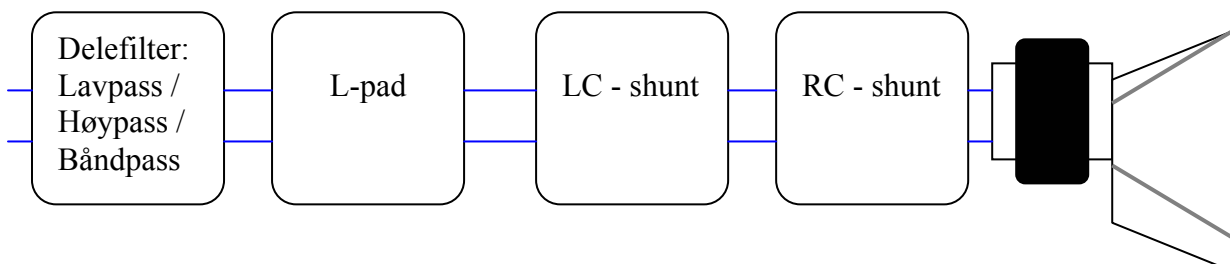 Delefilter:
Lavpass /
Høypass /
Båndpass
L-pad
LC - shunt
RC - shunt